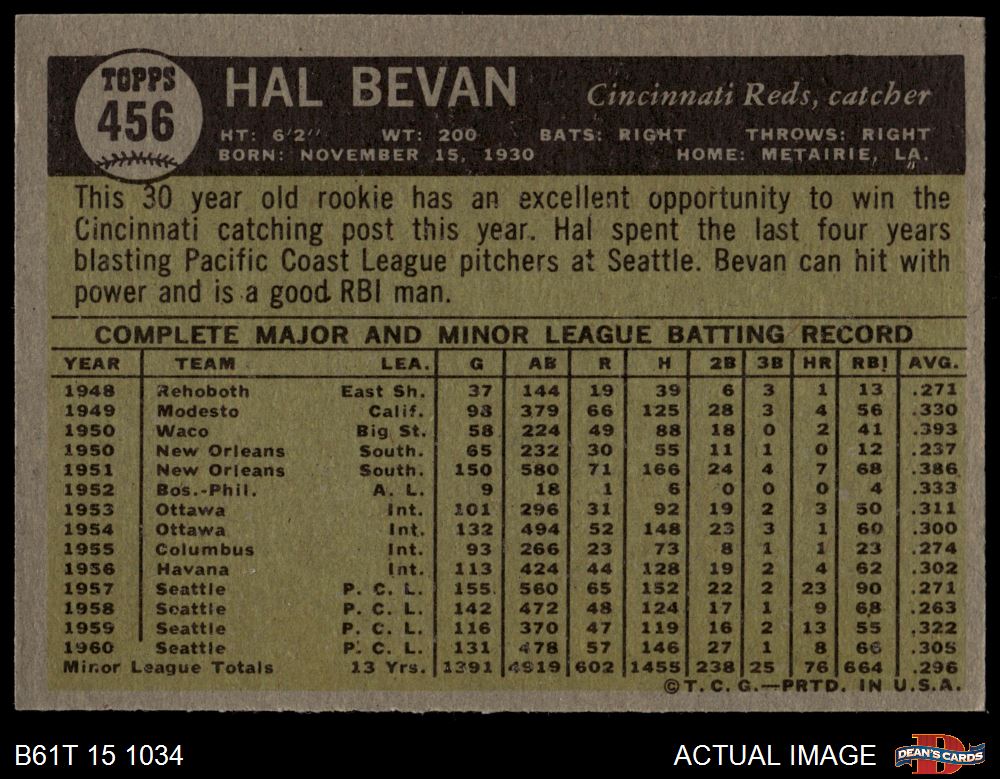 TOPPS
456
HAL BEVAN
Cincinnati Reds, catcher
HT: 6'2" WT: 200 BATS: RIGHT THROWS: RIGHT
BORN: NOVEMBER 15, 1930 HOME: METAIRIE, LA.
This 30 year old rookie has an excellent opportunity to win the
Cincinnati catching post this year. Hal spent the last four years
blasting Pacific Coast League pitchers at Seattle. Bevan can hit with
power and is a good RBI man.
COMPLETE MAJOR AND MINOR LEAGUE BATTING RECORD
YEAR TEAM LEA. G AB R H 2B 3B HR RBI AVG.
1948 Rehoboth East Sh. 37 144 19 39 6 3 1 13 .271
1949 Modesto Calif. 93 379 66 125 28 3 4 56 .330
1950 Waco Big St. 58 224 49 88 18 0 2 41 .393
1950 New Orleans South. 65 232 30 55 11 1 0 12 .237
1951 New Orleans South. 150 580 71 166 24 4 7 68 .386
1952 Bos.-Phil. A. L. 9 18 1 6 0 0 0 4 .333
1953 Ottawa Int. 101 296 31 92 19 2 3 50 .311
1954 Ottawa Int. 132 494 52 148 23 3 1 60 .300
1955 Columbus Int. 93 266 23 73 8 1 1 23 .274
1956 Havana Int. 113 424 44 128 19 2 4 62 .302
1957 Seattle P. C. L. 155 560 65 152 22 2 23 90 .271
1958 Seattle P. C. L. 142 472 48 124 17 1 9 68 .263
1959 Seattle P. C. L. 116 370 47 119 16 2 13 55 .322
1960 Seattle P. C. L. 131 478 57 146 27 1 8 66 .305
Minor League Totals 13 Yrs. 1391 4919 602 1455 238 25 76 664 .296
©T. C. G.—PRTD. IN U.S.A.
B61T 15 1034
ACTUAL IMAGE
DEAN'S CARDS